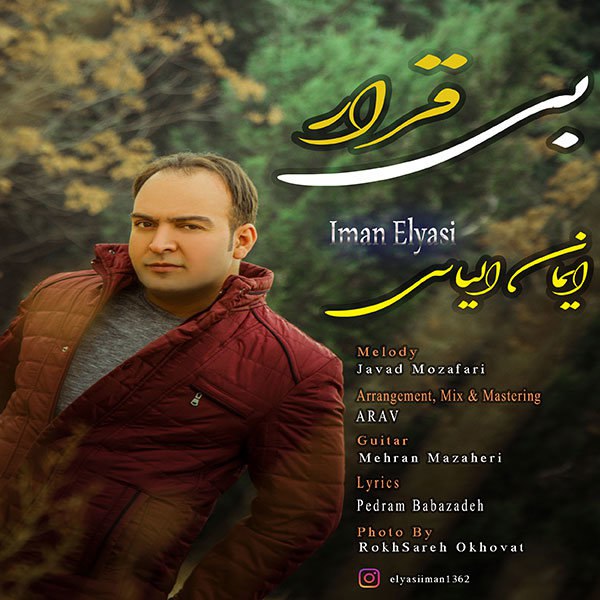 بی قرار
Iman Elyasi
ایمان الیاسی
Melody
Javad Mozafari
Arrangement, Mix & Mastering
ARAV
Guitar
Mehran Mazaheri
Lyrics
Pedram Babazadeh
Photo By
RokhSareh Okhovat
elyasiiman1362